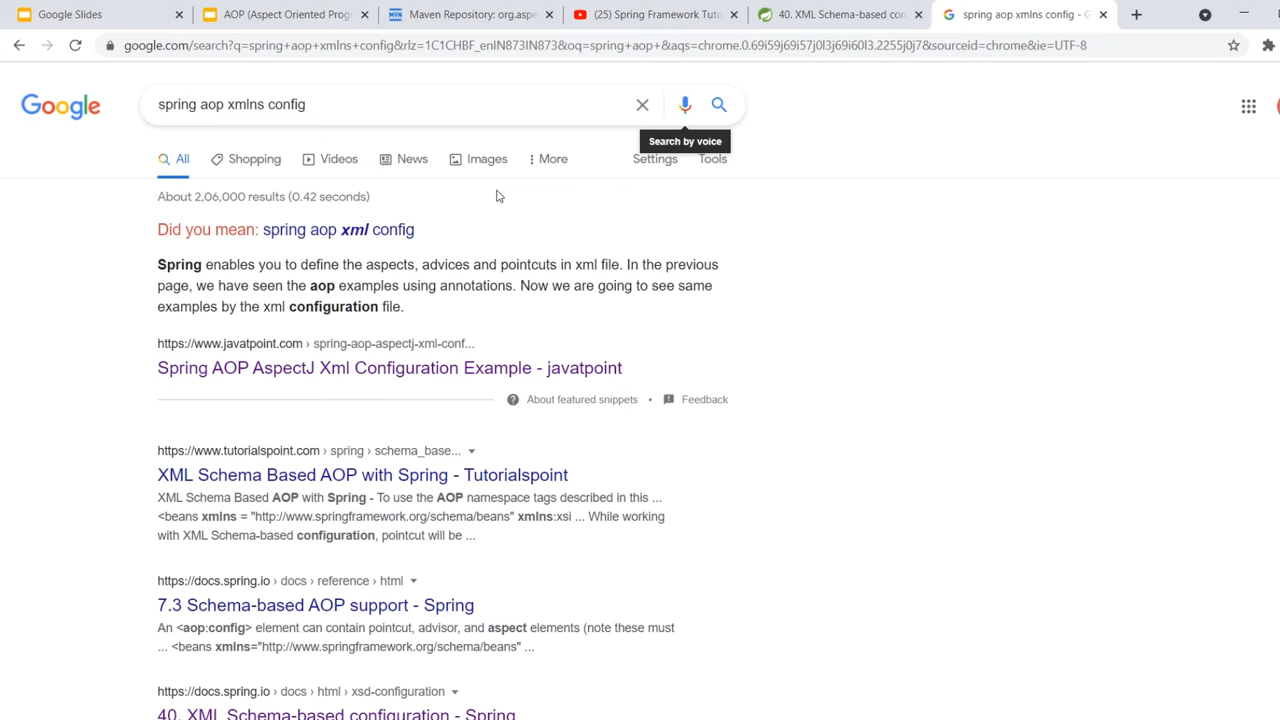 Google Slides
AOP (Aspect Oriented Prog
Maven Repository: org.aspe
(25) Spring Framework Tuto
40. XML Schema-based con
spring aop xmlns config - G
google.com/search?q=spring+aop+xmlns+config&rlz=1C1CHBF_enIN873IN873&oq=spring+aop+&aqs=chrome.0.69i59j69i57j0l3j69i60l3.2255j0j7&sourceid=chrome&ie=UTF-8
Google
spring aop xmlns config
Search by voice
All
Shopping
Videos
News
Images
More
Settings
Tools
About 2,06,000 results (0.42 seconds)
Did you mean: spring aop xml config
Spring enables you to define the aspects, advices and pointcuts in xml file. In the previous
page, we have seen the aop examples using annotations. Now we are going to see same
examples by the xml configuration file.
https://www.javatpoint.com › spring-aop-aspectj-xml-conf...
Spring AOP AspectJ Xml Configuration Example - javatpoint
About featured snippets
•
Feedback
https://www.tutorialspoint.com › spring › schema_base...
XML Schema Based AOP with Spring - Tutorialspoint
XML Schema Based AOP with Spring - To use the AOP namespace tags described in this ...
<beans xmlns = "http://www.springframework.org/schema/beans" xmlns:xsi ... While working
with XML Schema-based configuration, pointcut will be ...
https://docs.spring.io › docs › reference › html
7.3 Schema-based AOP support - Spring
An <aop:config> element can contain pointcut, advisor, and aspect elements (note these must
... <beans xmlns="http://www.springframework.org/schema/beans" ...
https://docs.spring.io › docs › html › xsd-configuration
40. XML Schema-based configuration - Spring